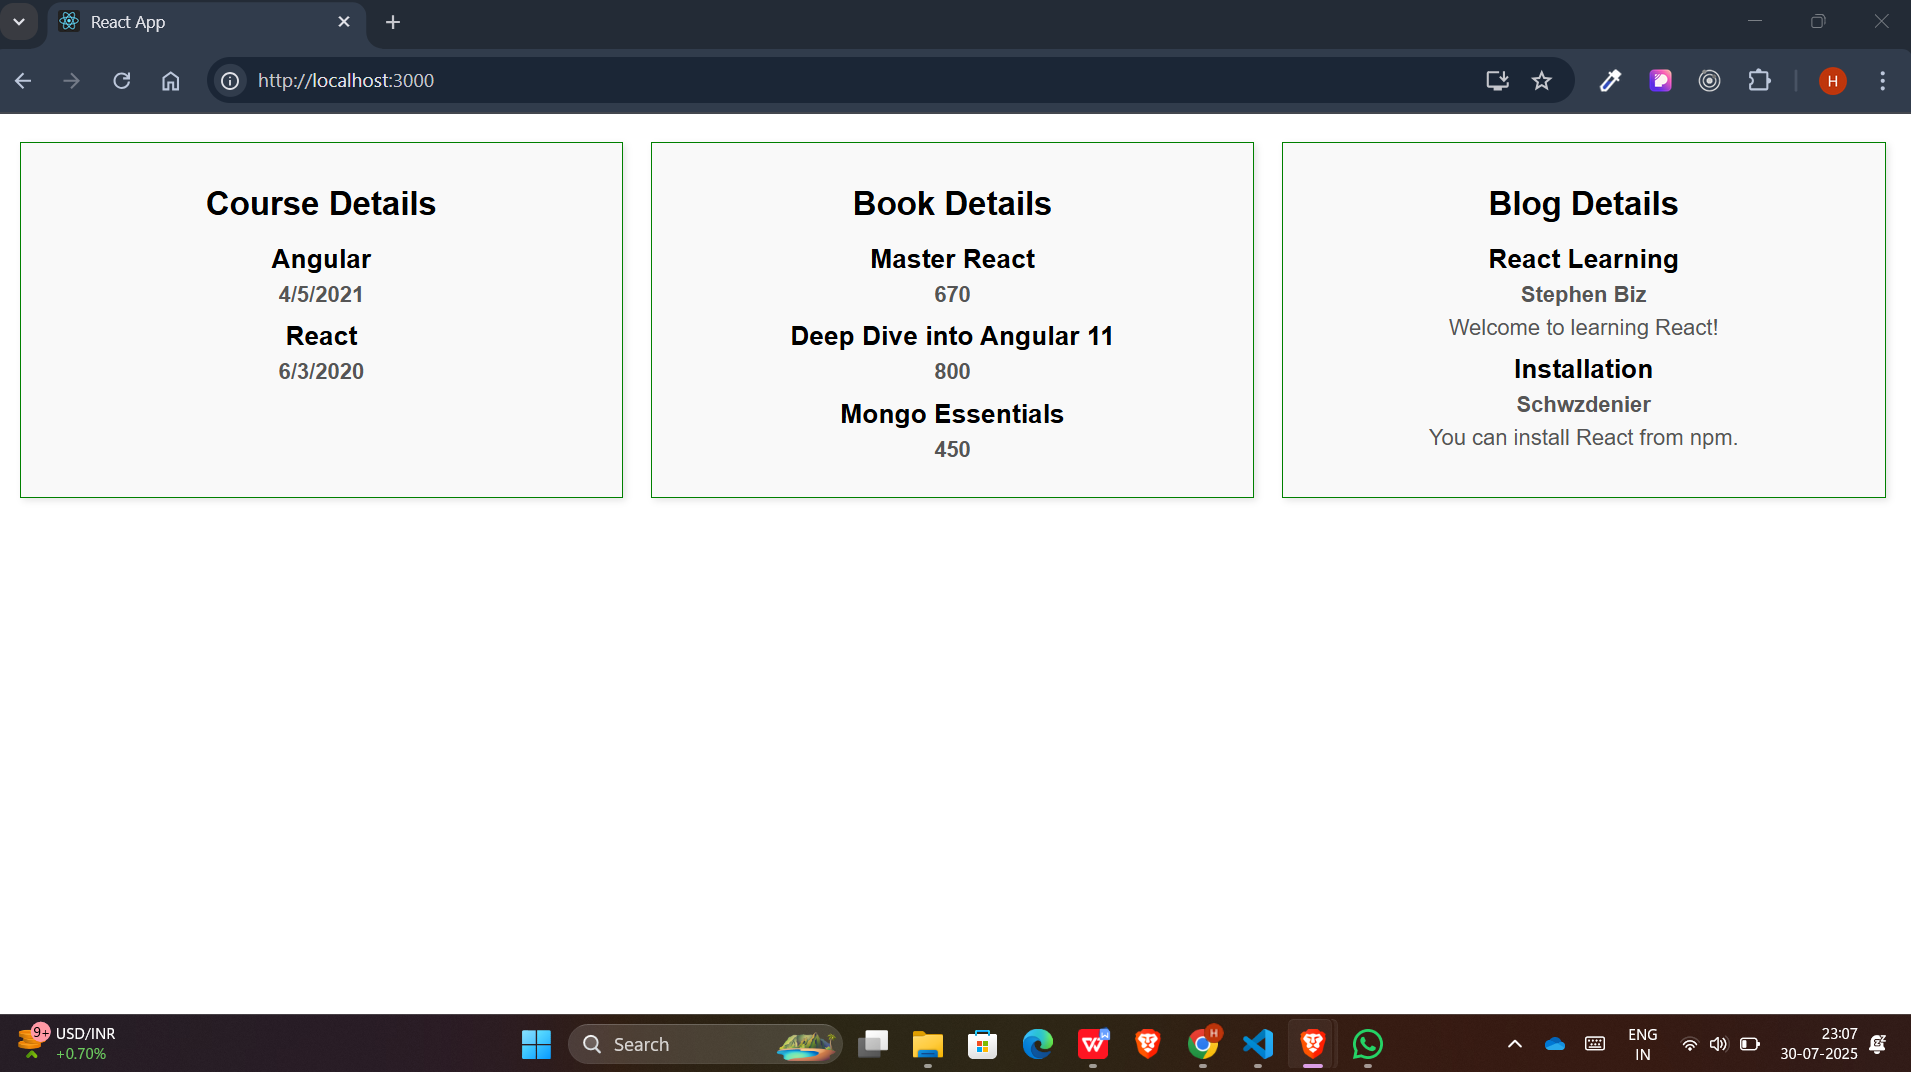 React App
http://localhost:3000
H
Course Details
Angular
4/5/2021
React
6/3/2020
Book Details
Master React
670
Deep Dive into Angular 11
800
Mongo Essentials
450
Blog Details
React Learning
Stephen Biz
Welcome to learning React!
Installation
Schwzdenier
You can install React from npm.
9+
USD/INR
+0.70%
Search
W
H
ENG
IN
23:07
30-07-2025